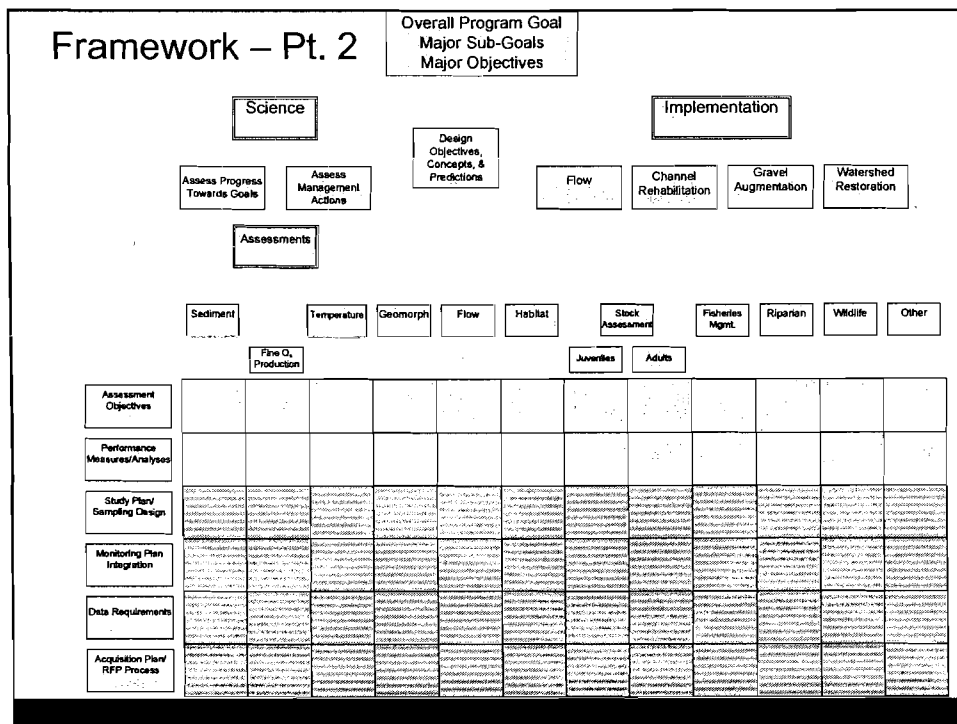 Framework – Pt. 2
Overall Program Goal
Major Sub-Goals
Major Objectives
Science
Implementation
Design
Objectives,
Concepts, &
Predictions
Assess Progress
Towards Goals
Assess
Management
Actions
Flow
Channel
Rehabilitation
Gravel
Augmentation
Watershed
Restoration
Assessments
Sediment
Temperature
Geomorph
Flow
Habitat
Stock
Assessment
Fisheries
Mgmt.
Riparian
Wildlife
Other
Fine Qs
Production
Juveniles
Adults
Assessment
Objectives
Performance
Measures/Analyses
Study Plan/
Sampling Design
Monitoring Plan
Integration
Data Requirements
Acquisition Plan/
RFP Process